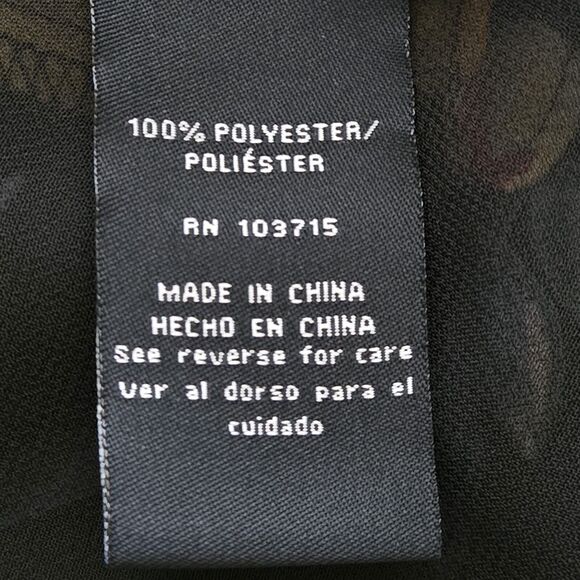 100% POLYESTER/
POLIÉSTER
RN 103715
MADE IN CHINA
HECHO EN CHINA
See reverse for care
Ver al dorso para el
cuidado